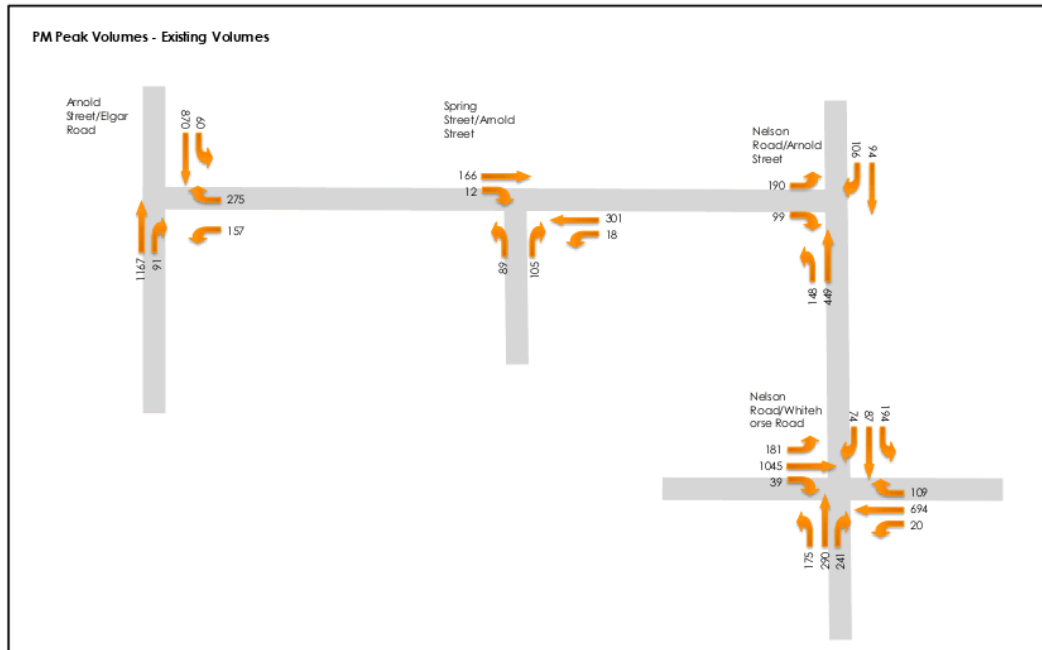 PM Peak Volumes - Existing Volumes
Arnold
Street/Elgar
Road
870
60
275
157
1167
91
Spring
Street/Arnold
Street
166
12
301
18
89
105
Nelson
Road/Arnold
Street
106
94
190
99
148
449
Nelson
Road/Whiteh
orse Road
74
87
194
181
1045
39
109
694
20
175
290
241